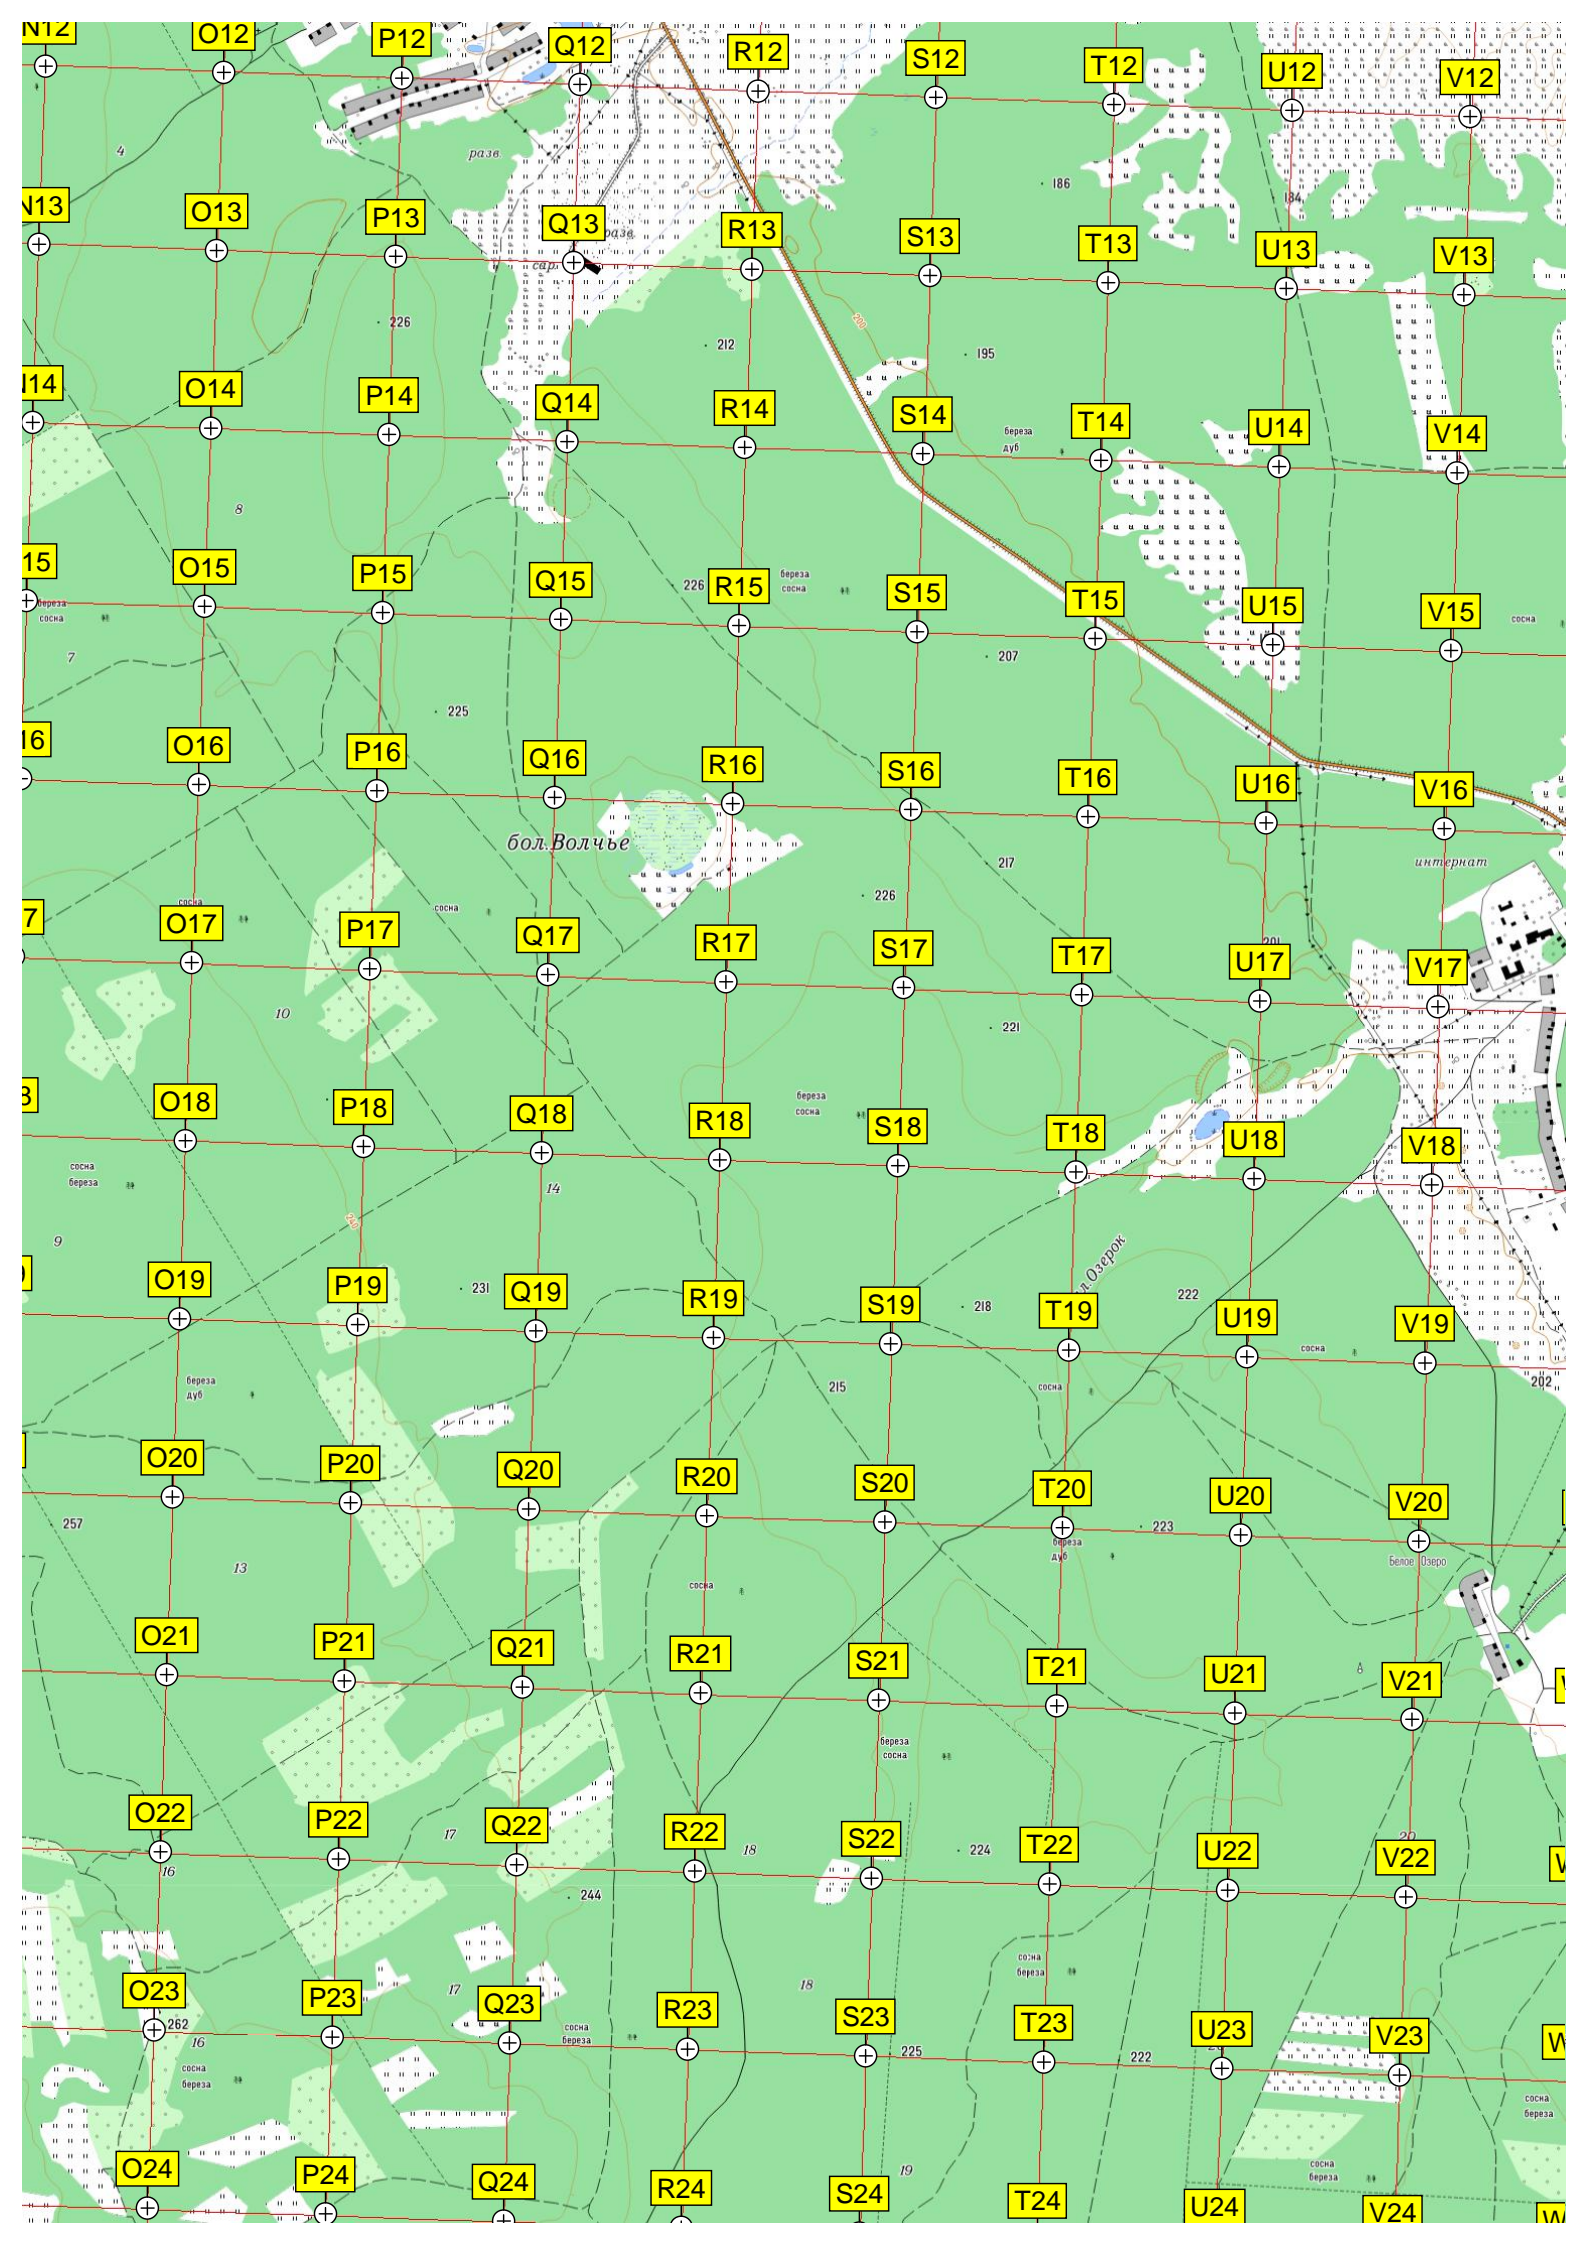 N12
O12
P12
Q12
R12
S12
T12
U12
V12
4
разв.
186
184
N13
O13
P13
Q13
разв.
R13
S13
T13
U13
V13
сар.
226
200
212
195
N14
O14
P14
Q14
R14
S14
T14
U14
V14
береза
дуб
8
15
O15
P15
Q15
226
R15
береза
сосна
S15
T15
U15
V15
сосна
береза
сосна
7
207
225
16
O16
P16
Q16
R16
S16
T16
U16
V16
бол.Волчье
217
интернат
226
сосна
сосна
7
O17
P17
Q17
R17
S17
T17
201
U17
V17
10
221
8
O18
P18
Q18
R18
береза
сосна
S18
T18
U18
V18
сосна
береза
14
240
9
231
218
л.Озерок
222
O19
P19
Q19
R19
S19
T19
U19
V19
сосна
202
береза
дуб
215
сосна
O20
P20
Q20
R20
S20
T20
U20
V20
257
223
береза
дуб
Белое Озеро
13
сосна
O21
P21
Q21
R21
S21
T21
U21
V21
береза
сосна
O22
P22
17
Q22
R22
18
S22
224
T22
U22
20
V22
16
244
сосна
береза
17
18
O23
262
P23
Q23
R23
S23
T23
U23
V23
W
16
сосна
береза
225
222
сосна
береза
сосна
береза
19
сосна
береза
O24
P24
Q24
R24
S24
T24
U24
V24
W